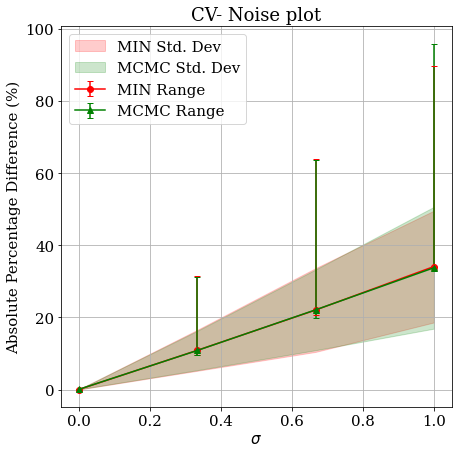 CV- Noise plot
MIN Std. Dev
MCMC Std. Dev
MIN Range
MCMC Range
Absolute Percentage Difference (%)
100
80
60
40
20
0
0.0 0.2 0.4 0.6 0.8 1.0
σ